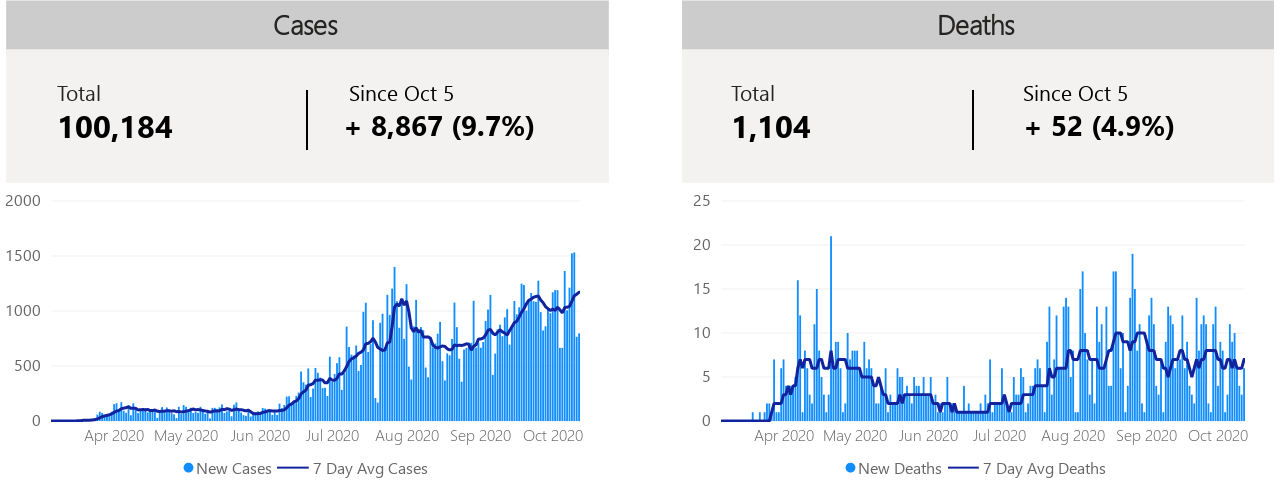 Cases
Total
Since Oct 5
100,184
+ 8,867 (9.7%)
2000
1500
1000
500
0
Apr 2020 May 2020 Jun 2020 Jul 2020 Aug 2020 Sep 2020 Oct 2020
New Cases 7 Day Avg Cases
Deaths
Total
Since Oct 5
1,104
+ 52 (4.9%)
25
20
15
10
5
0
Apr 2020 May 2020 Jun 2020 Jul 2020 Aug 2020 Sep 2020 Oct 2020
New Deaths 7 Day Avg Deaths